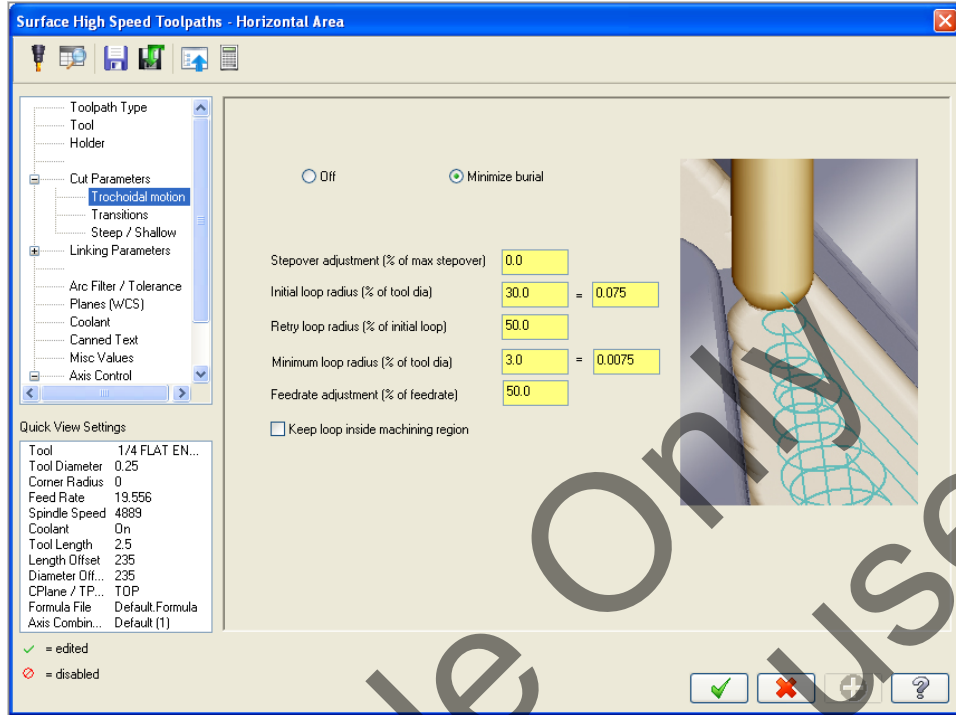 Surface High Speed Toolpaths - Horizontal Area
Toolpath Type
Tool
Holder
Cut Parameters
Trochoidal motion
Transitions
Steep / Shallow
Linking Parameters
Arc Filter / Tolerance
Planes (WCS)
Coolant
Canned Text
Misc Values
Axis Control
Quick View Settings
Tool 1/4 FLAT EN...
Tool Diameter 0.25
Corner Radius 0
Feed Rate 19.556
Spindle Speed 4889
Coolant On
Tool Length 2.5
Length Offset 235
Diameter Off... 235
CPlane / TP... TOP
Formula File Default.Formula
Axis Combin... Default (1)
= edited
= disabled
Off Minimize burial
Stepover adjustment (% of max stepover) 0.0
Initial loop radius (% of tool dia) 30.0 = 0.075
Retry loop radius (% of initial loop) 50.0
Minimum loop radius (% of tool dia) 3.0 = 0.0075
Feedrate adjustment (% of feedrate) 50.0
Keep loop inside machining region
Only